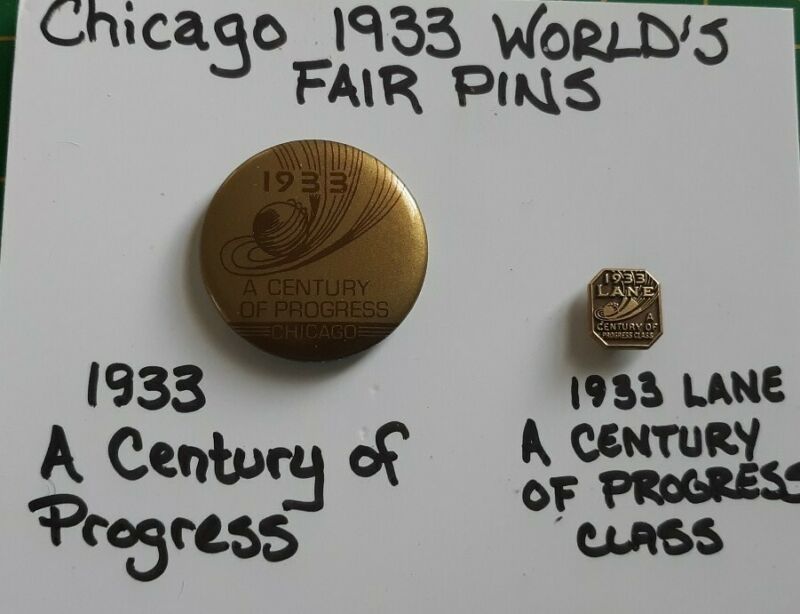 Chicago 1933 WORLD'S
FAIR PINS
1933
A CENTURY
OF PROGRESS
CHICAGO
1933
LANE
A
CENTURY OF
PROGRESS CLASS
1933
A Century of
Progress
1933 LANE
A CENTURY
OF PROGRESS
CLASS